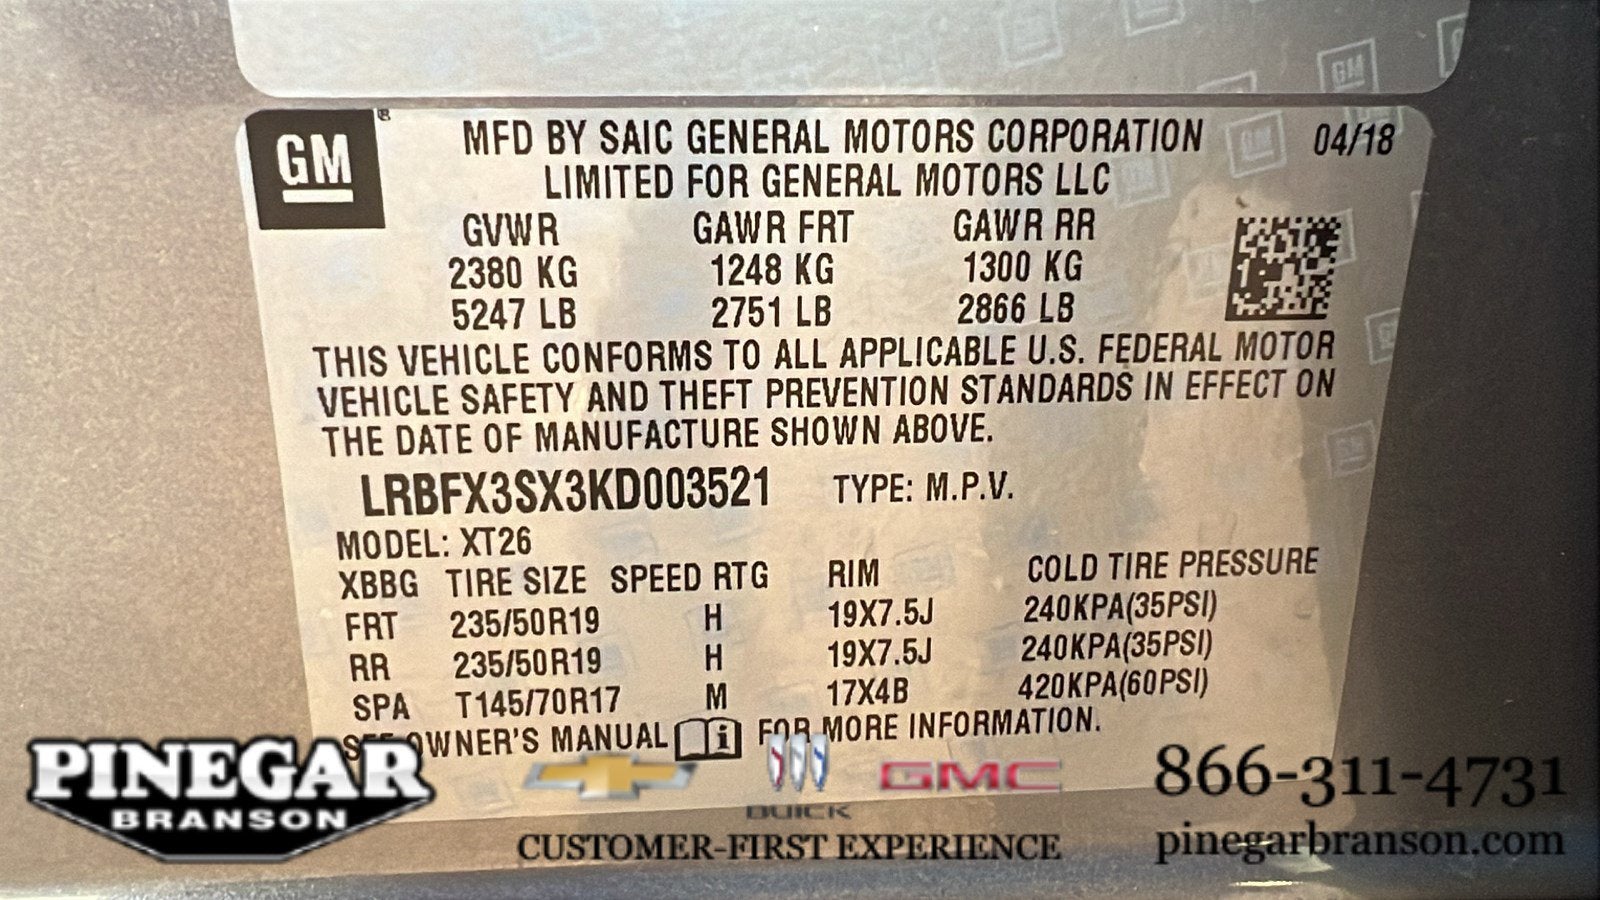 GM
MFD BY SAIC GENERAL MOTORS CORPORATION 04/18
LIMITED FOR GENERAL MOTORS LLC
GVWR GAWR FRT GAWR RR
2380 KG 1248 KG 1300 KG
5247 LB 2751 LB 2866 LB
THIS VEHICLE CONFORMS TO ALL APPLICABLE U.S. FEDERAL MOTOR
VEHICLE SAFETY AND THEFT PREVENTION STANDARDS IN EFFECT ON
THE DATE OF MANUFACTURE SHOWN ABOVE.
LRBFX3SX3KD003521 TYPE: M.P.V.
MODEL: XT26
XBBG TIRE SIZE SPEED RTG RIM COLD TIRE PRESSURE
FRT 235/50R19 H 19X7.5J 240KPA(35PSI)
RR 235/50R19 H 19X7.5J 240KPA(35PSI)
SPA T145/70R17 M 17X4B 420KPA(60PSI)
SEE OWNER'S MANUAL i FOR MORE INFORMATION.
PINEGAR
BRANSON
BUICK
GMC
CUSTOMER-FIRST EXPERIENCE
866-311-4731
pinegarbranson.com